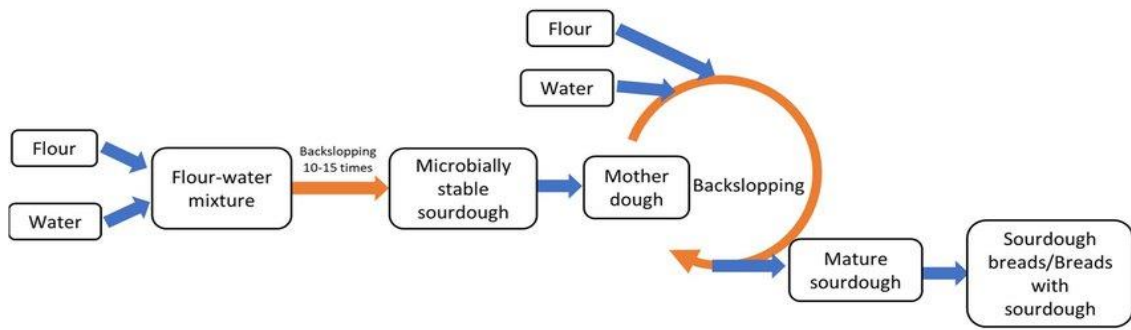 Flour
Water
Flour
Water
Flour-water
mixture
Backslopping
10-15 times
Microbially
stable
sourdough
Mother
dough
Backslopping
Mature
sourdough
Sourdough
breads/Breads
with
sourdough